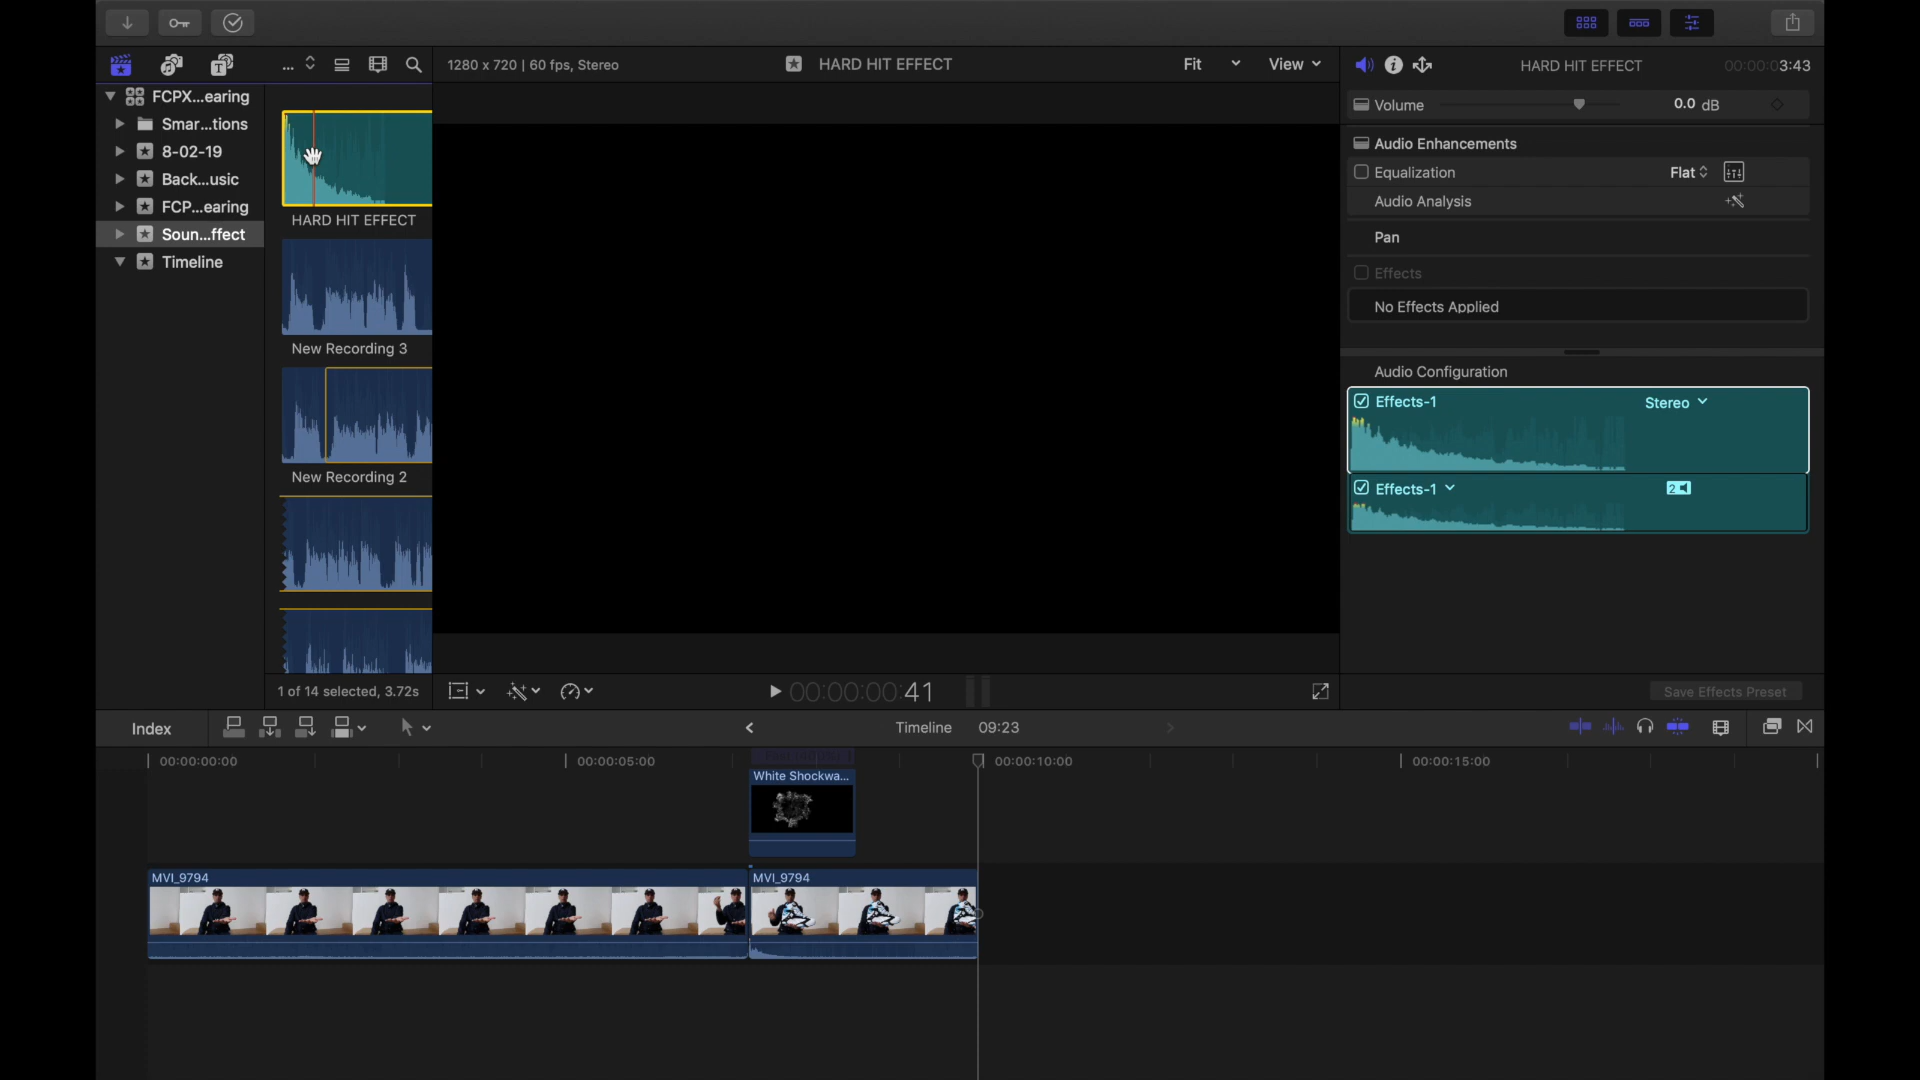 1280 x 720 | 60 fps, Stereo
HARD HIT EFFECT
Fit
View
HARD HIT EFFECT
00:00:03:43
FCPX...earing
Smar...tions
8-02-19
Back...usic
FCP...earing
Soun...ffect
Timeline
HARD HIT EFFECT
New Recording 3
New Recording 2
1 of 14 selected, 3.72s
Volume
0.0 dB
Audio Enhancements
Equalization
Flat
Audio Analysis
Pan
Effects
No Effects Applied
Audio Configuration
Effects-1
Stereo
Effects-1
2
Save Effects Preset
00:00:00:41
Index
Timeline
09:23
00:00:00:00
00:00:05:00
00:00:10:00
00:00:15:00
White Shockwa...
MVI_9794
MVI_9794